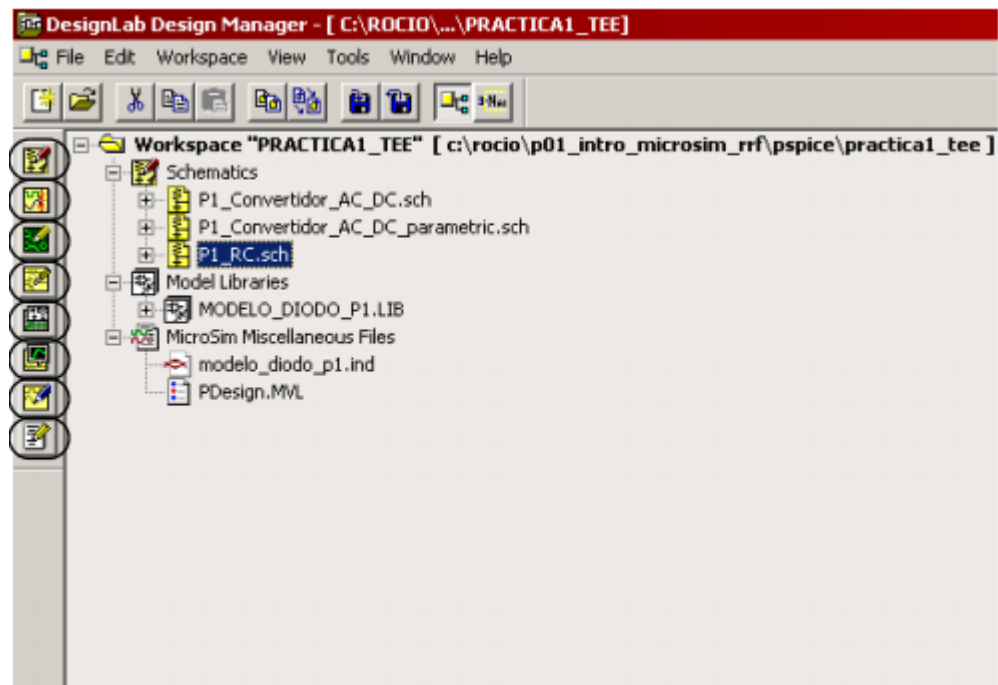 DesignLab Design Manager - [ C:\ROCIO\...\PRACTICA1_TEE]
File Edit Workspace View Tools Window Help
Workspace "PRACTICA1_TEE" [ c:\rocio\p01_intro_microsim_rrf\pspice\practica1_tee ]
Schematics
P1_Convertidor_AC_DC.sch
P1_Convertidor_AC_DC_parametric.sch
P1_RC.sch
Model Libraries
MODELO_DIODO_P1.LIB
MicroSim Miscellaneous Files
modelo_diodo_p1.ind
PDesign.MVL